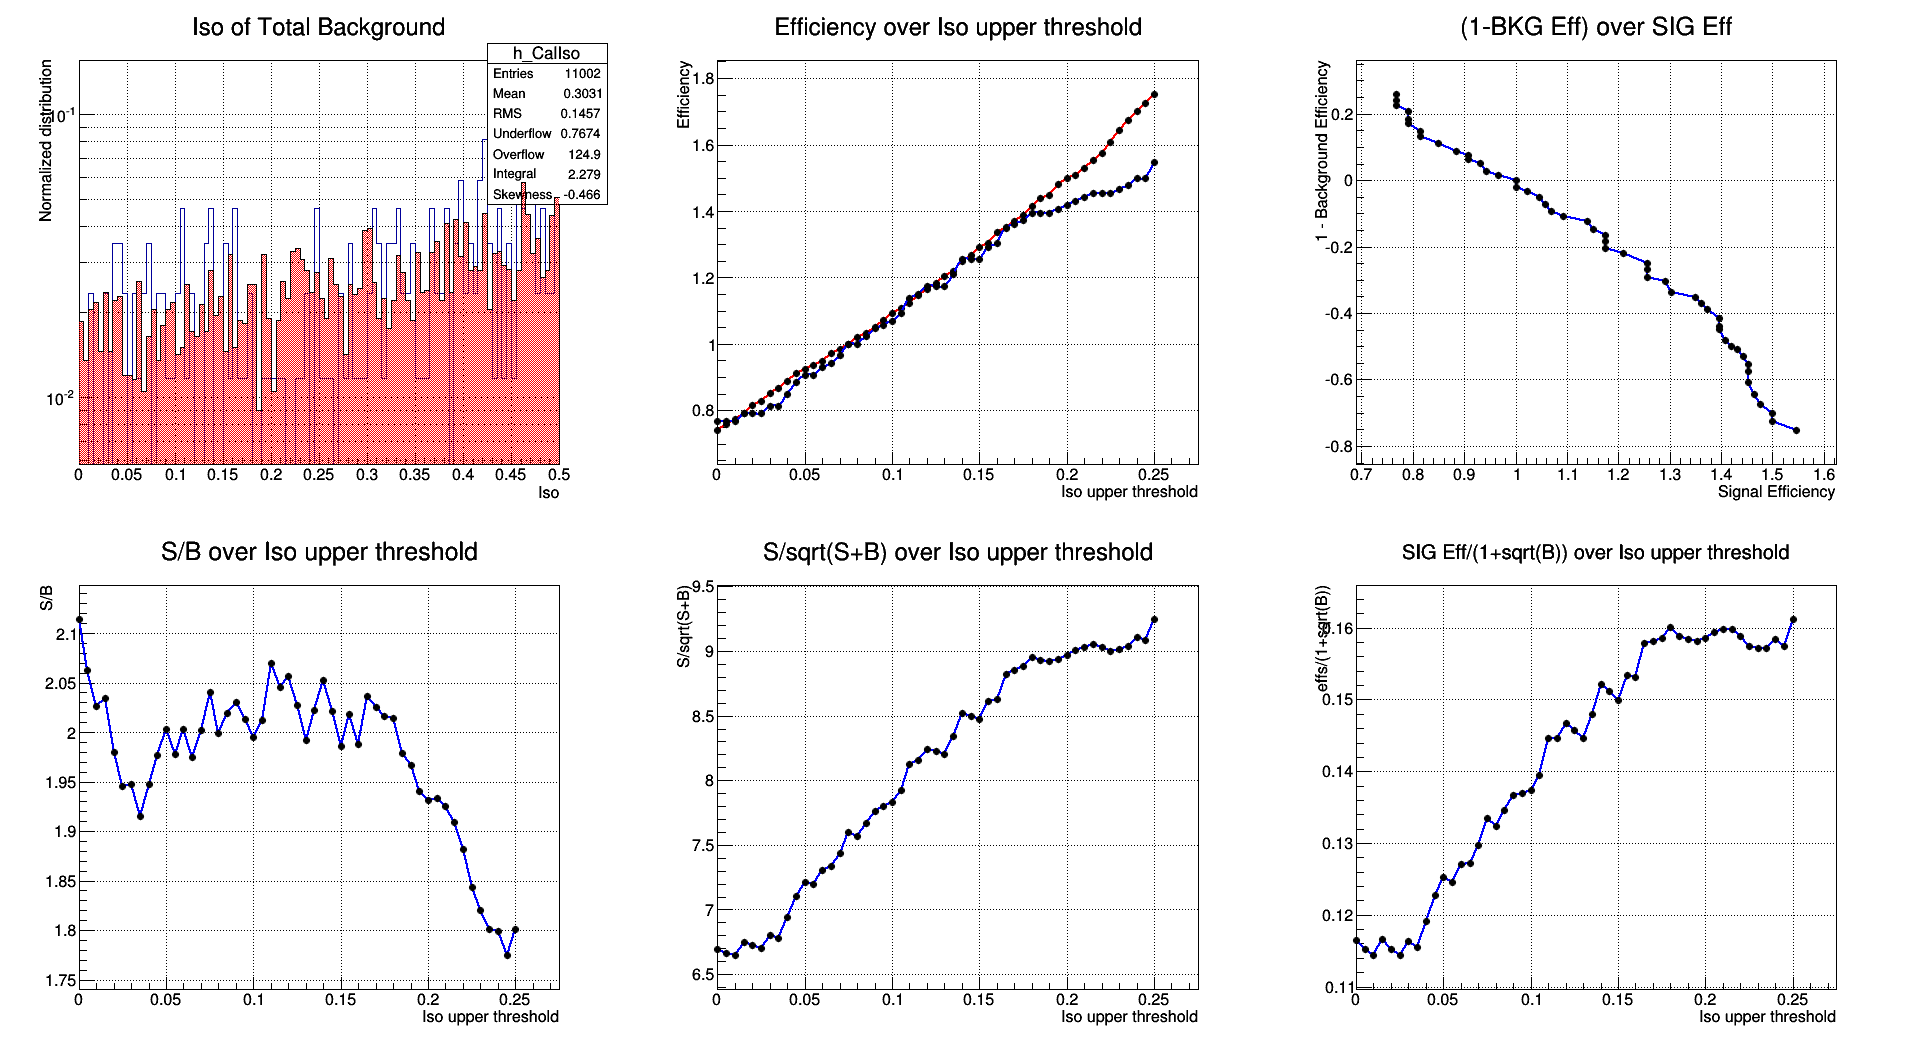 Iso of Total Background
Normalized distribution
10-1
10-2
h_CalIso
Entries 11002
Mean 0.3031
RMS 0.1457
Underflow 0.7674
Overflow 124.9
Integral 2.279
Skewness -0.466
0 0.05 0.1 0.15 0.2 0.25 0.3 0.35 0.4 0.45 0.5
Iso
Efficiency over Iso upper threshold
Efficiency
1.8
1.6
1.4
1.2
1
0.8
0 0.05 0.1 0.15 0.2 0.25
Iso upper threshold
(1-BKG Eff) over SIG Eff
1 - Background Efficiency
0.2
0
-0.2
-0.4
-0.6
-0.8
0.7 0.8 0.9 1 1.1 1.2 1.3 1.4 1.5 1.6
Signal Efficiency
S/B over Iso upper threshold
S/B
2.1
2.05
2
1.95
1.9
1.85
1.8
1.75
0 0.05 0.1 0.15 0.2 0.25
Iso upper threshold
S/sqrt(S+B) over Iso upper threshold
S/sqrt(S+B)
9.5
9
8.5
8
7.5
7
6.5
0 0.05 0.1 0.15 0.2 0.25
Iso upper threshold
SIG Eff/(1+sqrt(B)) over Iso upper threshold
effs/(1+sqrt(B))
0.16
0.15
0.14
0.13
0.12
0.11
0 0.05 0.1 0.15 0.2 0.25
Iso upper threshold